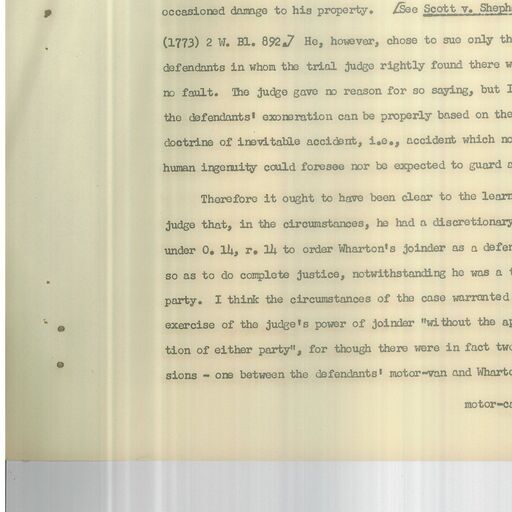 occasioned damage to his property. [See Scott v. Sheph
(1773) 2 W. Bl. 892.] He, however, chose to sue only th
defendants in whom the trial judge rightly found there w
no fault. The judge gave no reason for so saying, but I
the defendants' exoneration can be properly based on the
doctrine of inevitable accident, i.e., accident which no
human ingenuity could foresee nor be expected to guard a
Therefore it ought to have been clear to the learn
judge that, in the circumstances, he had a discretionary
under O. 14, r. 14 to order Wharton's joinder as a defen
so as to do complete justice, notwithstanding he was a t
party. I think the circumstances of the case warranted
exercise of the judge's power of joinder "without the ap
tion of either party", for though there were in fact two
sions - one between the defendants' motor-van and Wharto
motor-ca